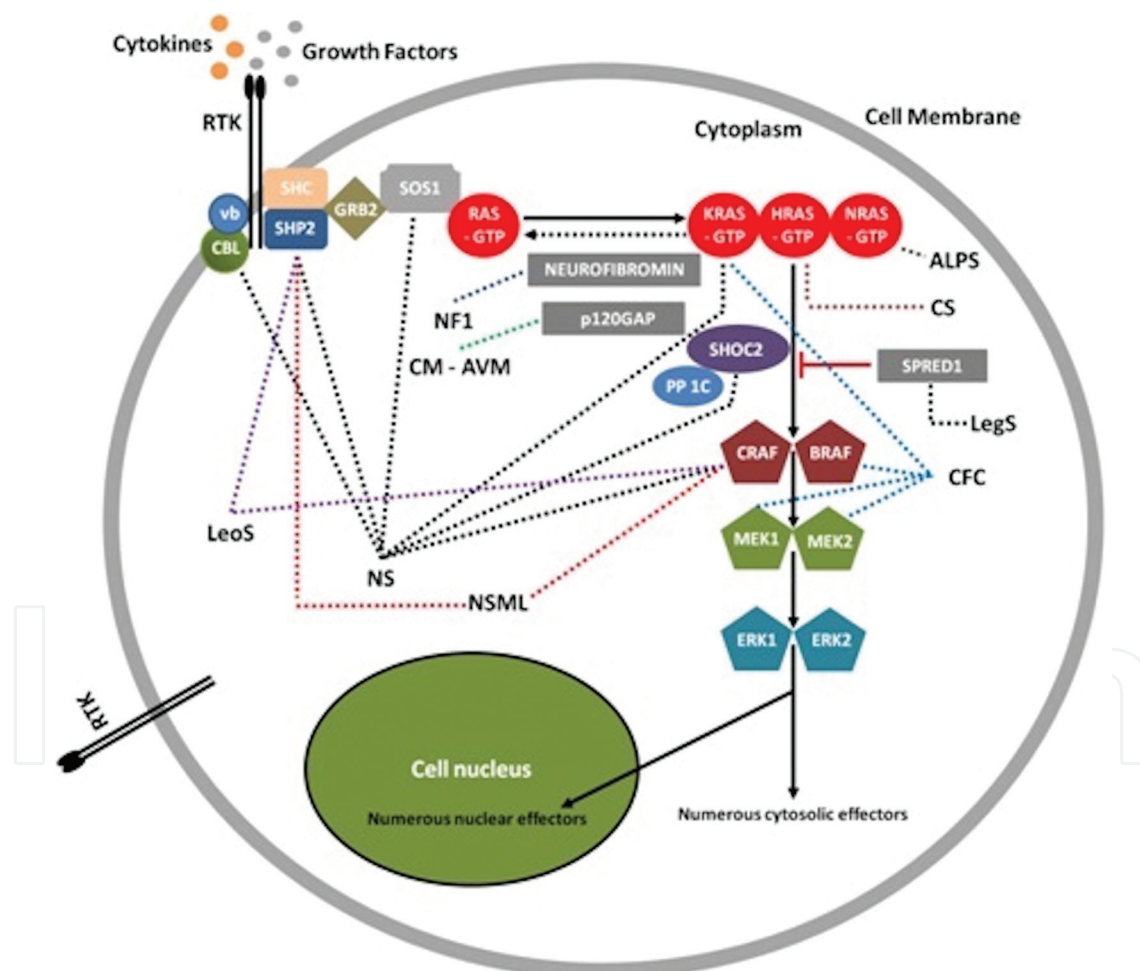 Cytokines
Growth Factors
RTK
Cytoplasm
Cell Membrane
vb
CBL
SHC
SHP2
GRB2
SOS1
RAS
- GTP
KRAS
- GTP
HRAS
- GTP
NRAS
- GTP
ALPS
NEUROFIBROMIN
NF1
CS
p120GAP
CM - AVM
SHOC2
PP 1C
SPRED1
LegS
CRAF
BRAF
CFC
LeoS
MEK1
MEK2
NS
NSML
ERK1
ERK2
RTK
Cell nucleus
Numerous nuclear effectors
Numerous cytosolic effectors